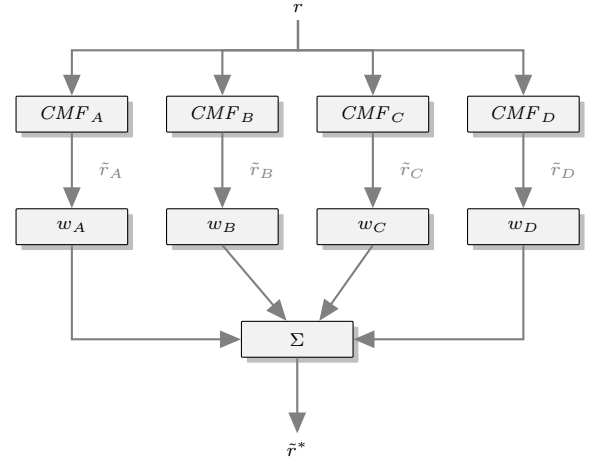 r
CMF_A CMF_B CMF_C CMF_D
r̃_A r̃_B r̃_C r̃_D
w_A w_B w_C w_D
Σ
r̃*